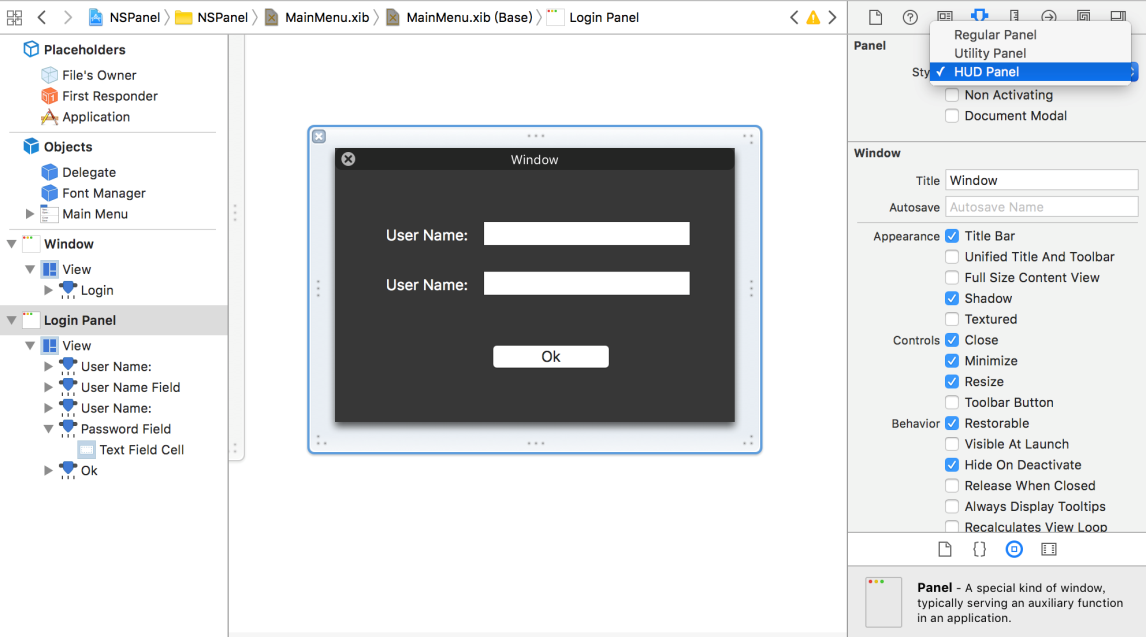 NSPanel NSPanel MainMenu.xib MainMenu.xib (Base) Login Panel
Placeholders
File's Owner
First Responder
Application
Objects
Delegate
Font Manager
Main Menu
Window
View
Login
Login Panel
View
User Name:
User Name Field
User Name:
Password Field
Text Field Cell
Ok
Window
User Name:
User Name:
Ok
Panel
Regular Panel
Utility Panel
HUD Panel
Non Activating
Document Modal
Window
Title Window
Autosave Autosave Name
Appearance Title Bar
Unified Title And Toolbar
Full Size Content View
Shadow
Textured
Controls Close
Minimize
Resize
Toolbar Button
Behavior Restorable
Visible At Launch
Hide On Deactivate
Release When Closed
Always Display Tooltips
Recalculates View Loop
Panel - A special kind of window,
typically serving an auxiliary function
in an application.